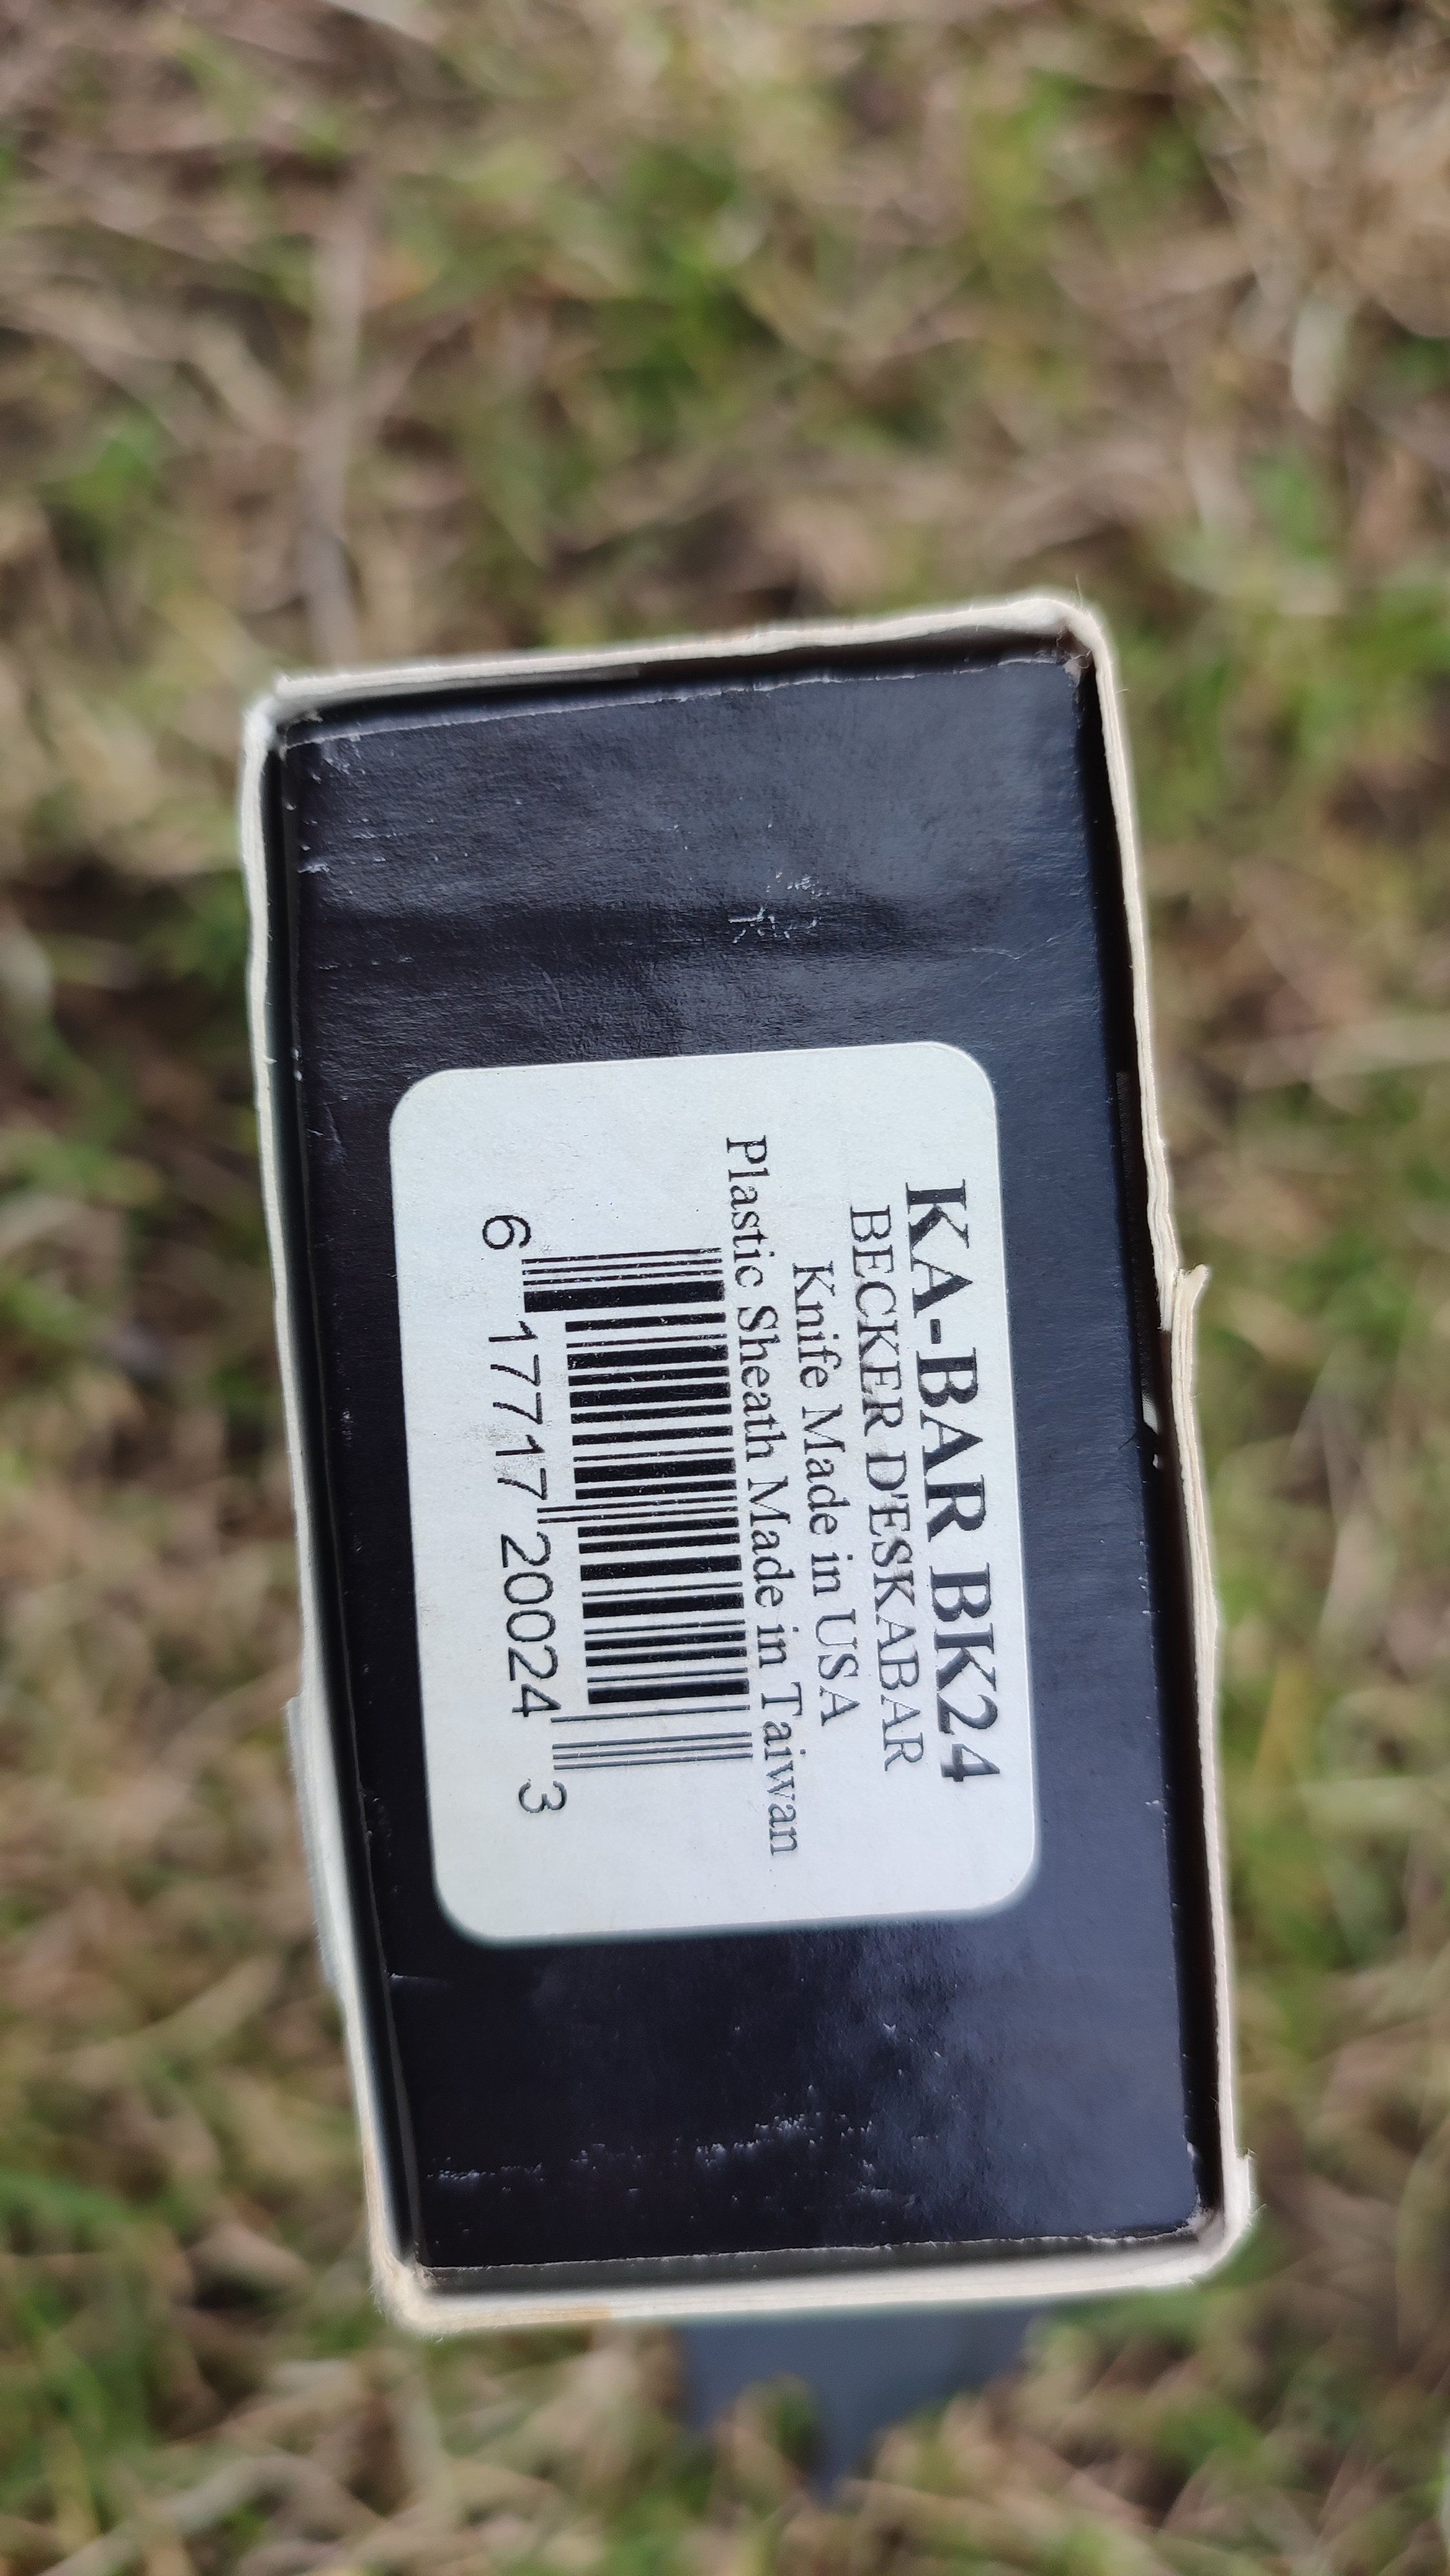 KA-BAR BK24
BECKER D'ESKABAR
Knife Made in USA
Plastic Sheath Made in Taiwan
6 17717 20024 3